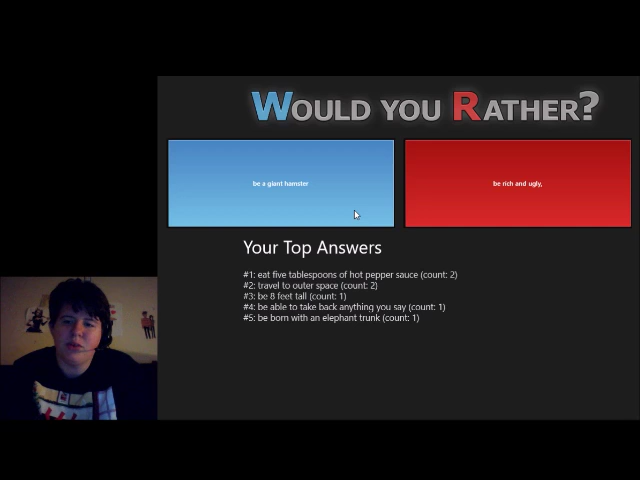 Would you Rather?
be a giant hamster
be rich and ugly,
Your Top Answers
#1: eat five tablespoons of hot pepper sauce (count: 2)
#2: travel to outer space (count: 2)
#3: be 8 feet tall (count: 1)
#4: be able to take back anything you say (count: 1)
#5: be born with an elephant trunk (count: 1)